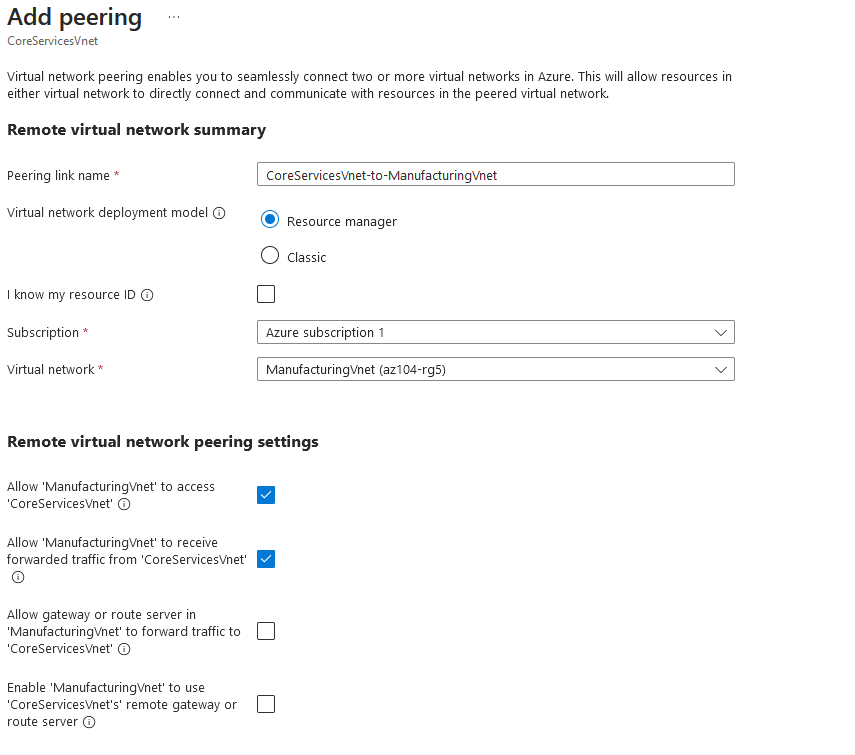 Add peering ...
CoreServicesVnet
Virtual network peering enables you to seamlessly connect two or more virtual networks in Azure. This will allow resources in
either virtual network to directly connect and communicate with resources in the peered virtual network.
Remote virtual network summary
Peering link name *
CoreServicesVnet-to-ManufacturingVnet
Virtual network deployment model
Resource manager
Classic
I know my resource ID
Subscription *
Azure subscription 1
Virtual network *
ManufacturingVnet (az104-rg5)
Remote virtual network peering settings
Allow 'ManufacturingVnet' to access
'CoreServicesVnet'
Allow 'ManufacturingVnet' to receive
forwarded traffic from 'CoreServicesVnet'
Allow gateway or route server in
'ManufacturingVnet' to forward traffic to
'CoreServicesVnet'
Enable 'ManufacturingVnet' to use
'CoreServicesVnet's' remote gateway or
route server